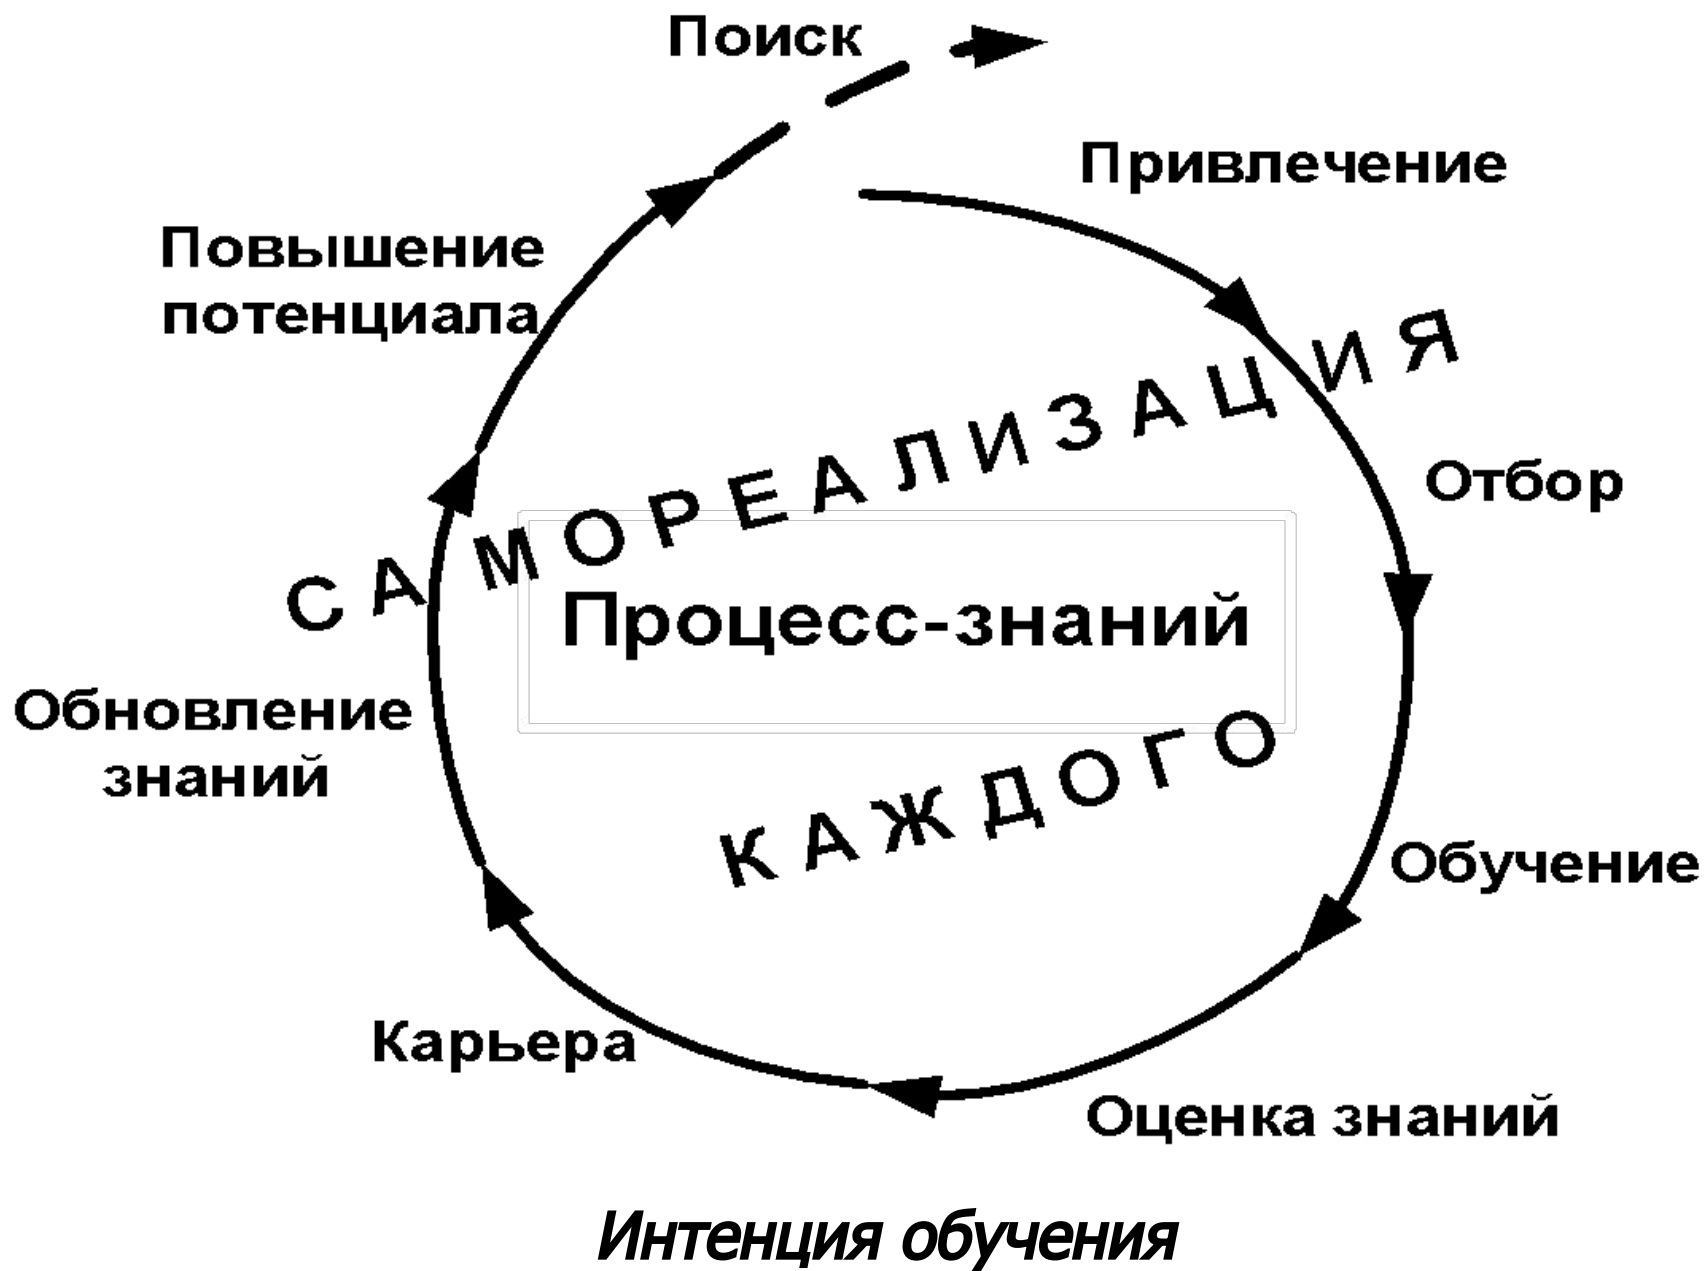 Поиск
Привлечение
Повышение
потенциала
САМОРЕАЛИЗАЦИЯ
Отбор
Процесс-знаний
Обновление
знаний
КАЖДОГО
Обучение
Карьера
Оценка знаний
Интенция обучения